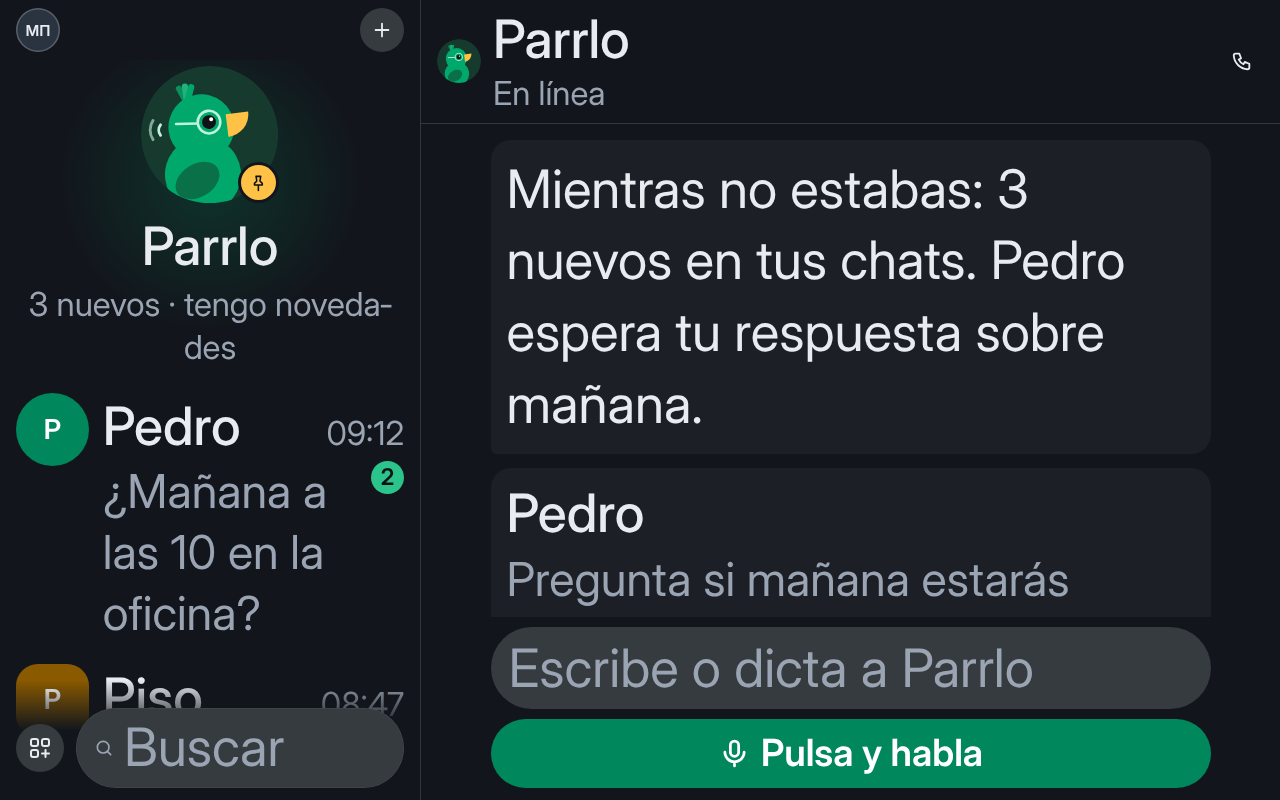 МП
Parrlo
3 nuevos · tengo noveda-
des
P
Pedro
09:12
¿Mañana a
las 10 en la
oficina?
2
P
Piso
08:47
Buscar
Parrlo
En línea
Mientras no estabas: 3
nuevos en tus chats. Pedro
espera tu respuesta sobre
mañana.
Pedro
Pregunta si mañana estarás
Escribe o dicta a Parrlo
Pulsa y habla